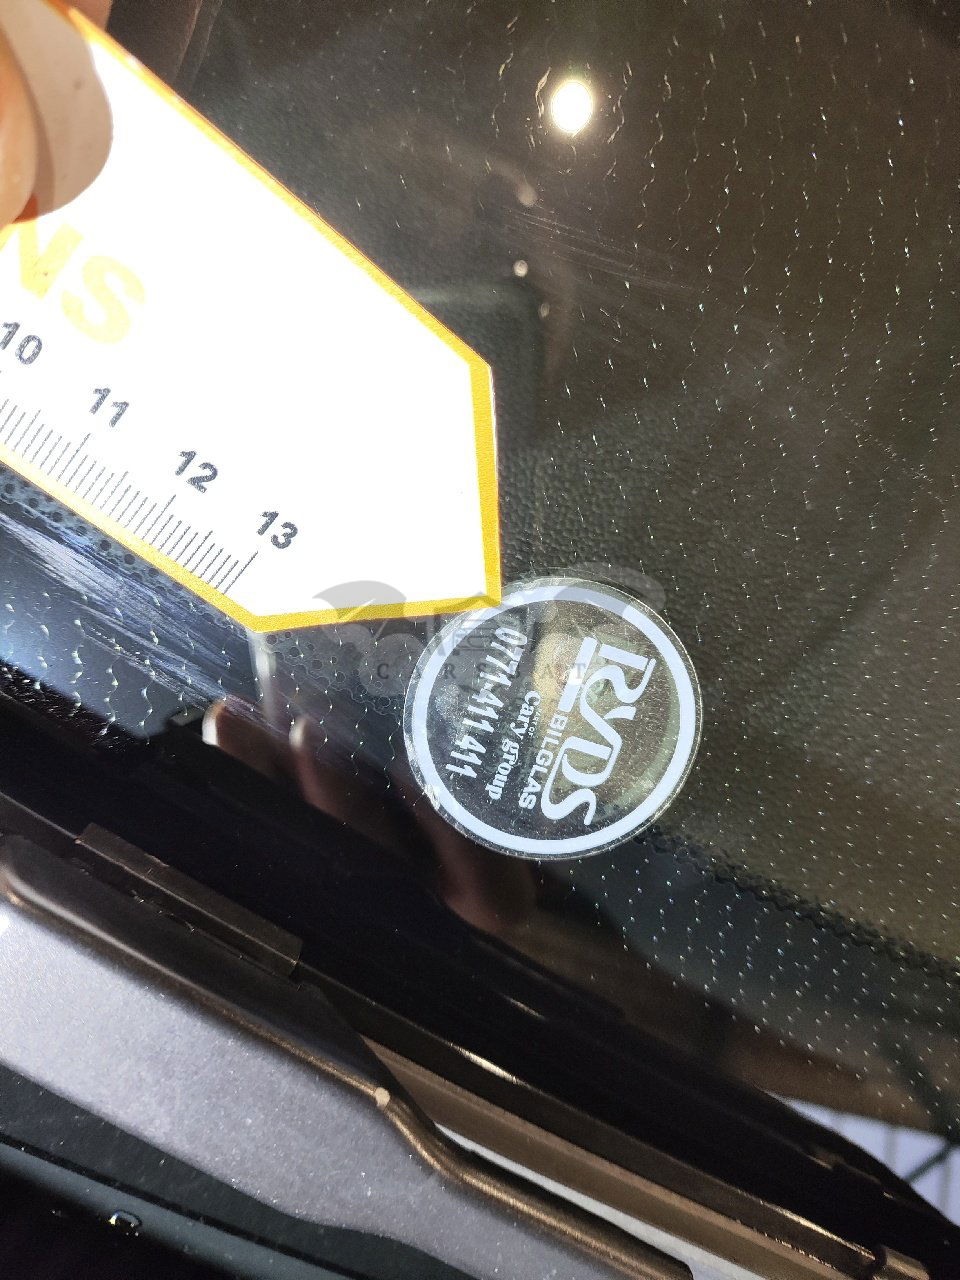 NS
10 11 12 13
RYDS
BILGLAS
cary group
0771-411 411